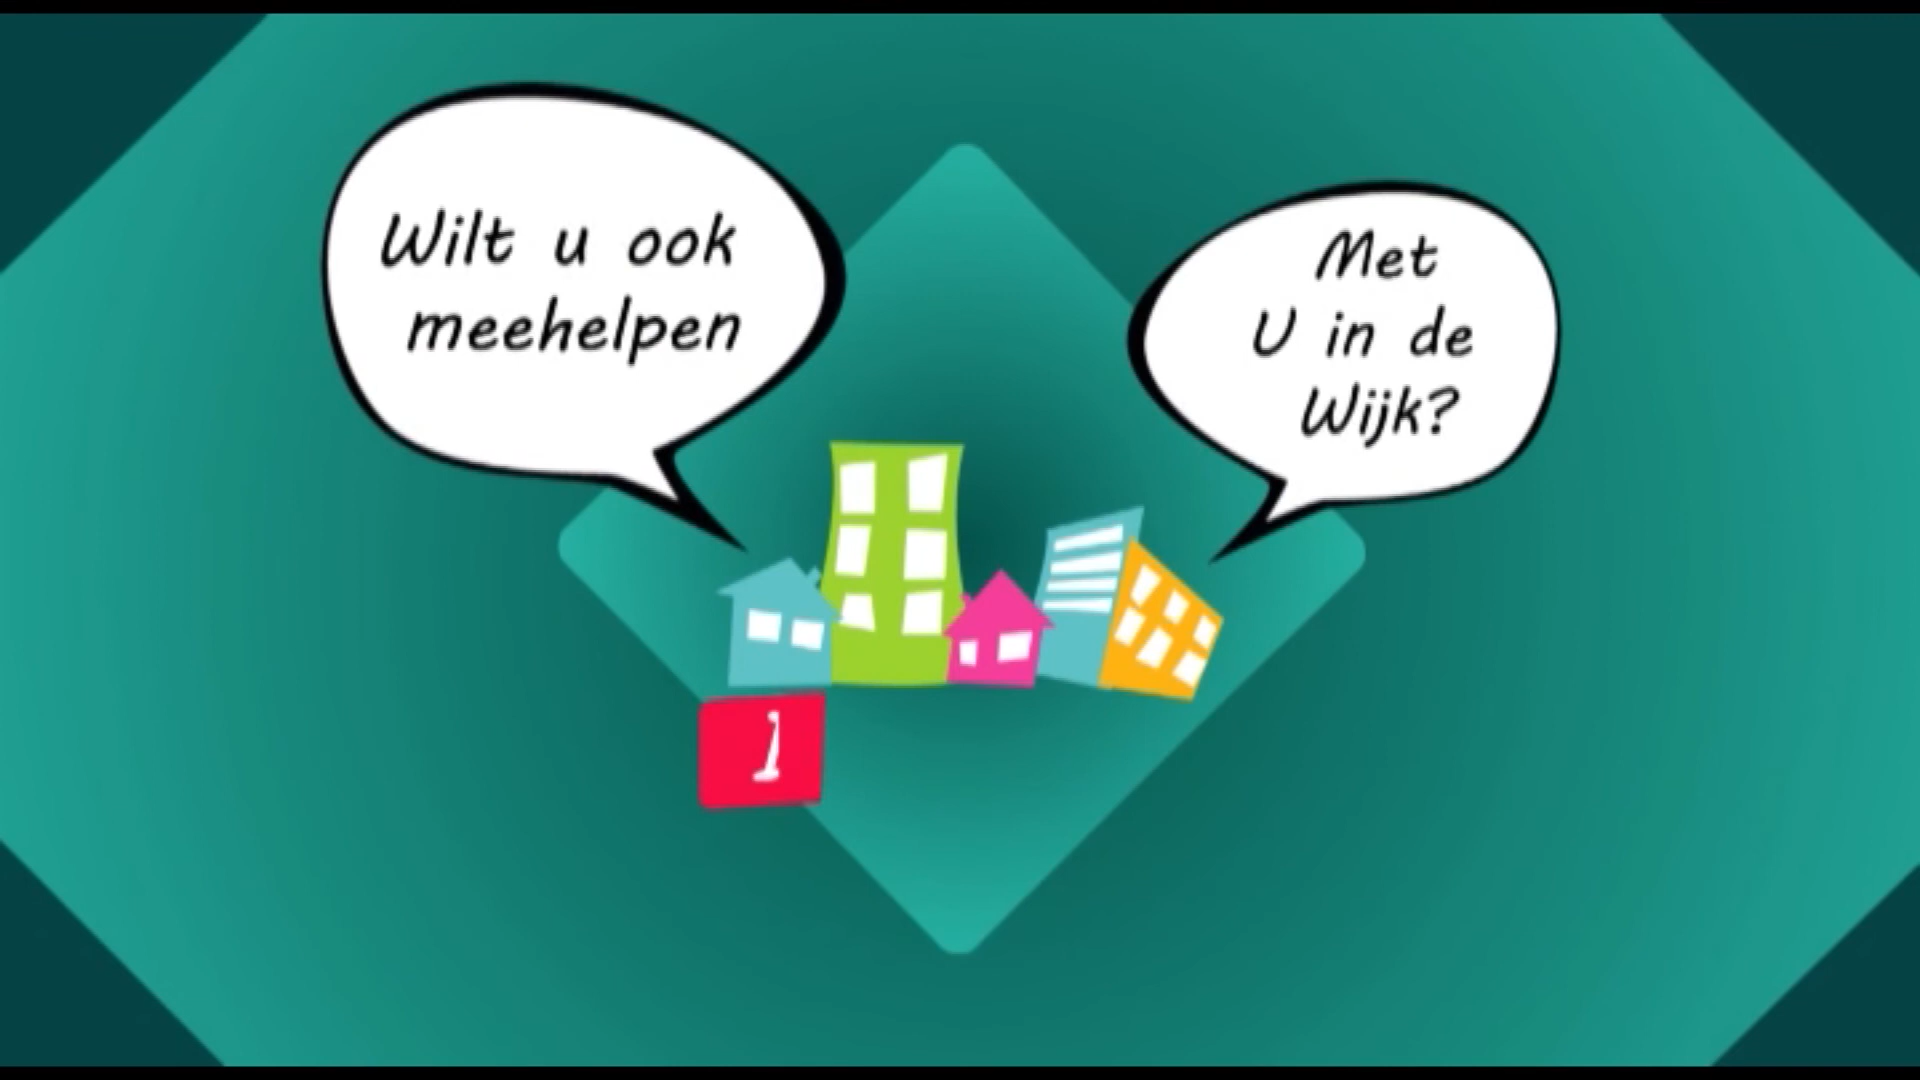 Wilt u ook
meehelpen
Met
U in de
Wijk?